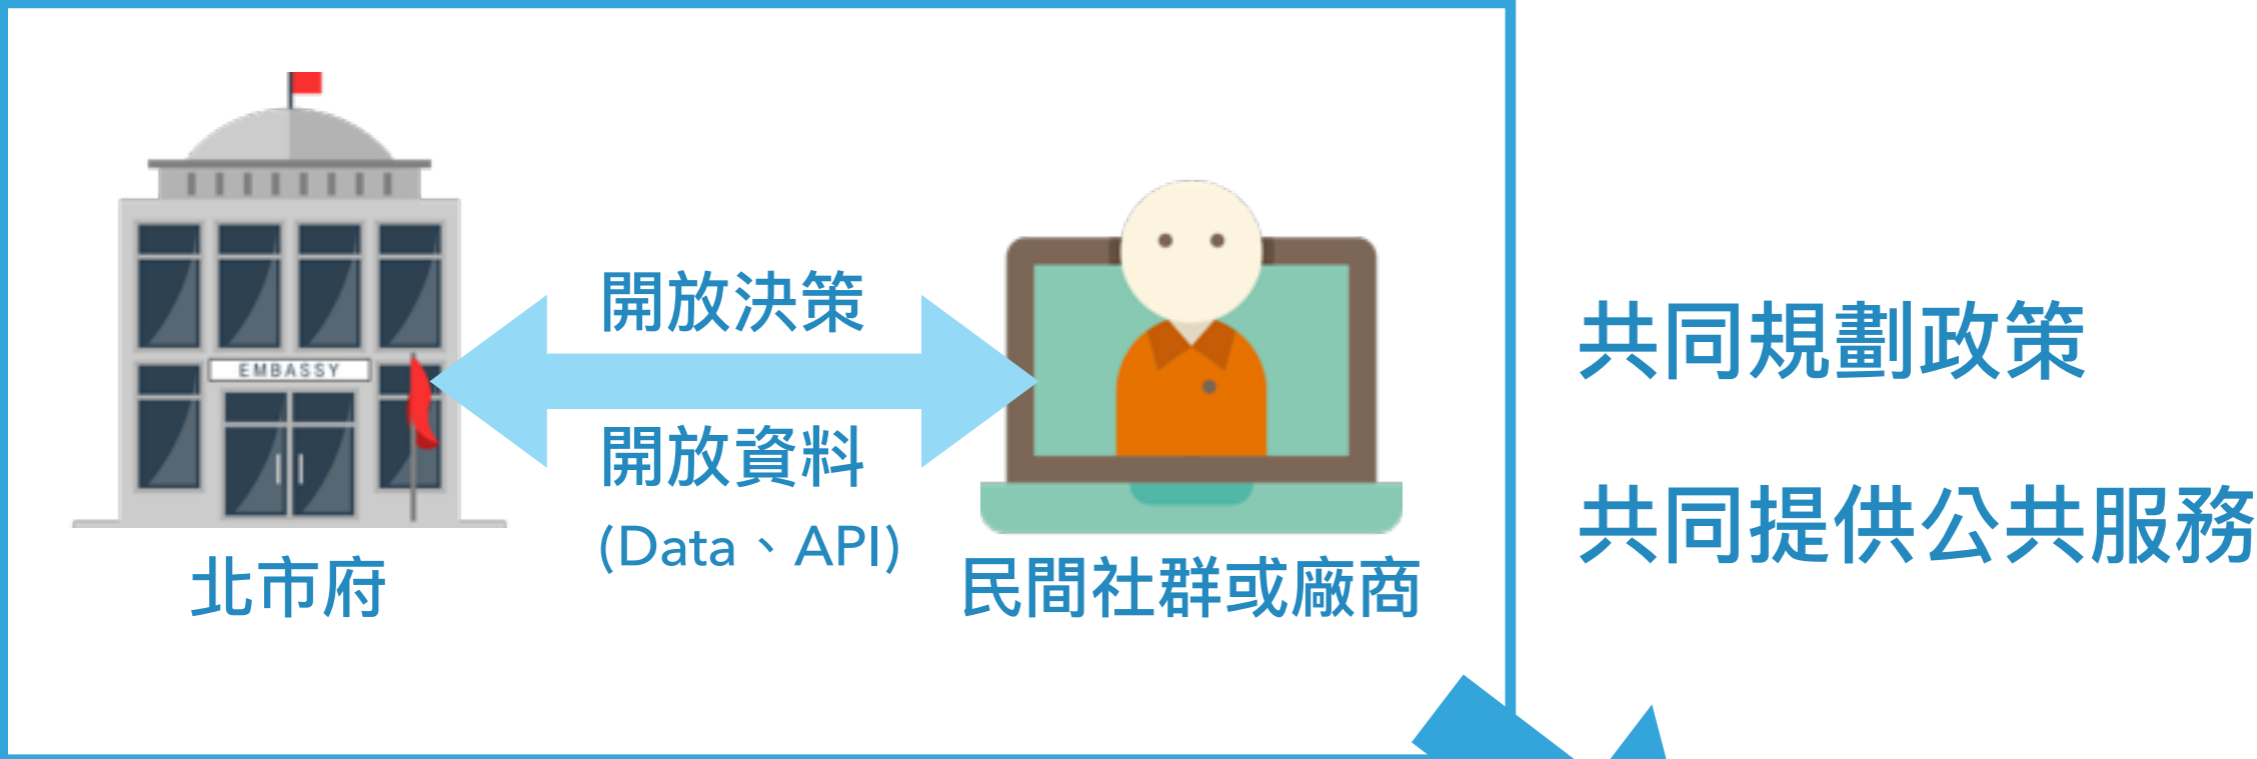 EMBASSY
開放決策
開放資料
(Data、API)
北市府
民間社群或廠商
共同規劃政策
共同提供公共服務